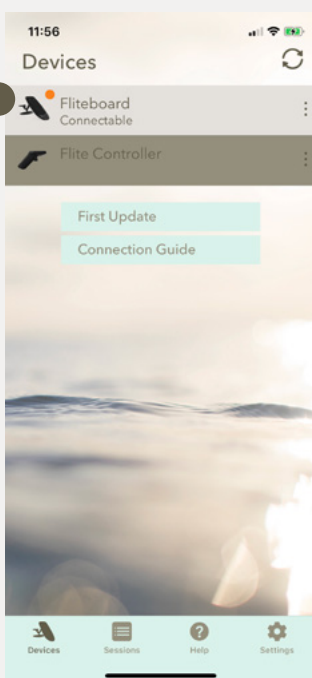 11:56
Devices
Fliteboard
Connectable
Flite Controller
First Update
Connection Guide
Devices
Sessions
Help
Settings